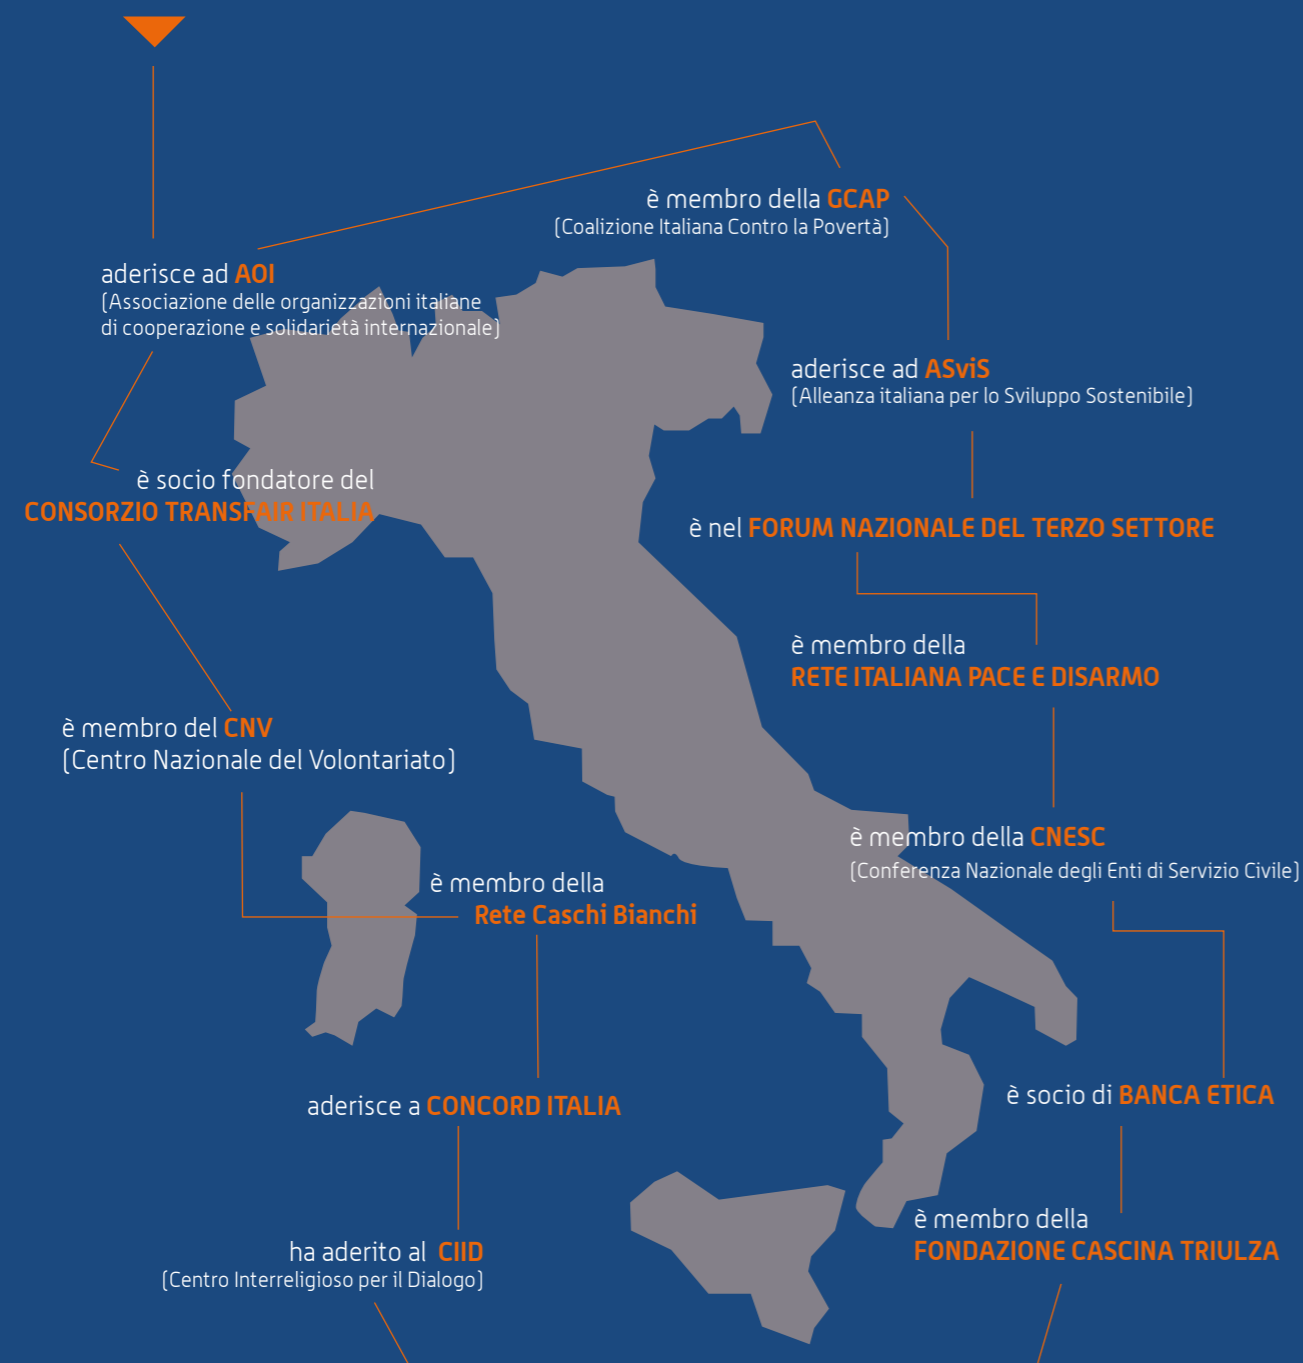 è membro della GCAP
(Coalizione Italiana Contro la Povertà)
aderisce ad AOI
(Associazione delle organizzazioni italiane
di cooperazione e solidarietà internazionale)
aderisce ad ASviS
(Alleanza italiana per lo Sviluppo Sostenibile)
è socio fondatore del
CONSORZIO TRANSFAIR ITALIA
è nel FORUM NAZIONALE DEL TERZO SETTORE
è membro della
RETE ITALIANA PACE E DISARMO
è membro del CNV
(Centro Nazionale del Volontariato)
è membro della CNESC
(Conferenza Nazionale degli Enti di Servizio Civile)
è membro della
Rete Caschi Bianchi
aderisce a CONCORD ITALIA
è socio di BANCA ETICA
è membro della
FONDAZIONE CASCINA TRIULZA
ha aderito al CIID
(Centro Interreligioso per il Dialogo)